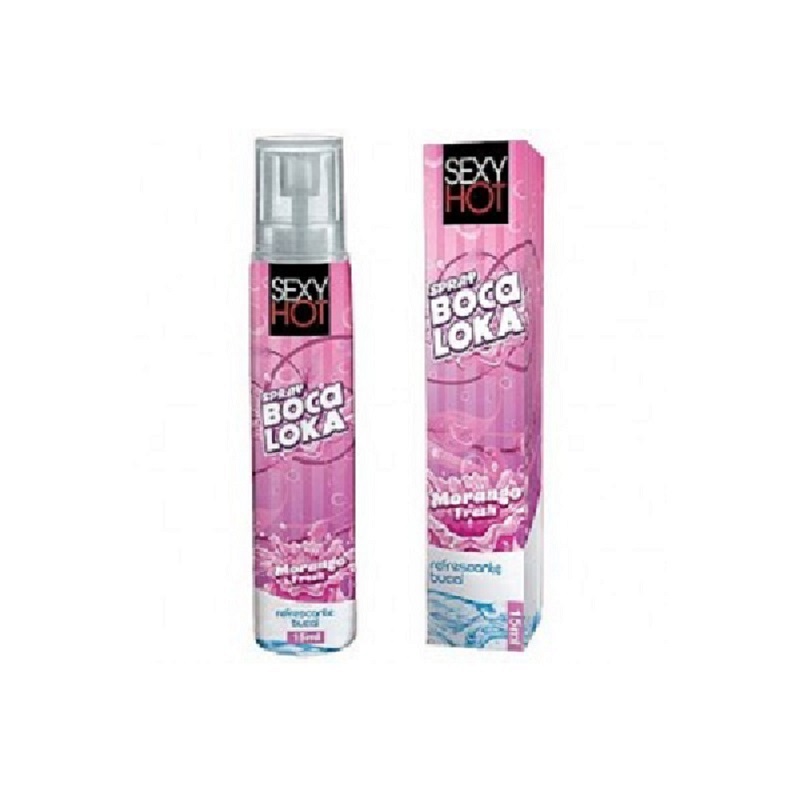 SEXY
HOT
SPRAY
BOCA
LOKA
Morango
Fresh
refrescante
bucal
15ml
SEXY
HOT
SPRAY
BOCA
LOKA
Morango
Fresh
refrescante
bucal
15ml